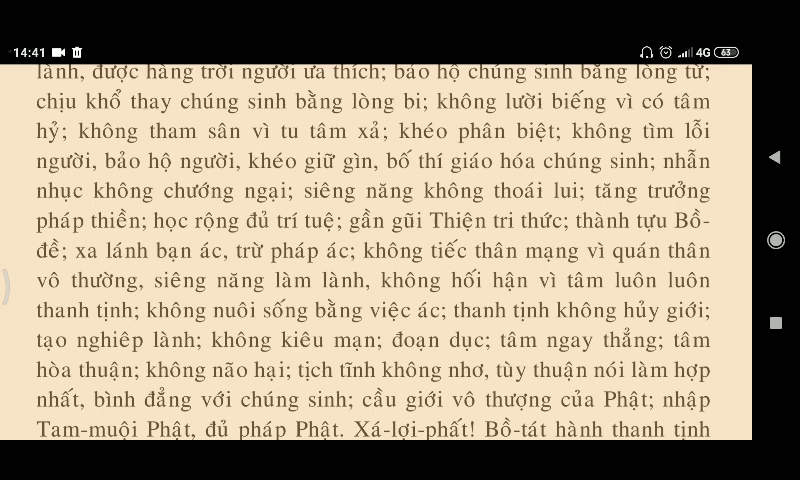 14:41
4G 63
lành, được hàng trời người ưa thích; bảo hộ chúng sinh bằng lòng từ;
chịu khổ thay chúng sinh bằng lòng bi; không lười biếng vì có tâm
hỷ; không tham sân vì tu tâm xả; khéo phân biệt; không tìm lỗi
người, bảo hộ người, khéo giữ gìn, bố thí giáo hóa chúng sinh; nhẫn
nhục không chướng ngại; siêng năng không thoái lui; tăng trưởng
pháp thiền; học rộng đủ trí tuệ; gần gũi Thiện tri thức; thành tựu Bồ-
đề; xa lánh bạn ác, trừ pháp ác; không tiếc thân mạng vì quán thân
vô thường, siêng năng làm lành, không hối hận vì tâm luôn luôn
thanh tịnh; không nuôi sống bằng việc ác; thanh tịnh không hủy giới;
tạo nghiêp lành; không kiêu mạn; đoạn dục; tâm ngay thẳng; tâm
hòa thuận; không não hại; tịch tĩnh không nhơ, tùy thuận nói làm hợp
nhất, bình đẳng với chúng sinh; cầu giới vô thượng của Phật; nhập
Tam-muội Phật, đủ pháp Phật. Xá-lợi-phất! Bồ-tát hành thanh tịnh